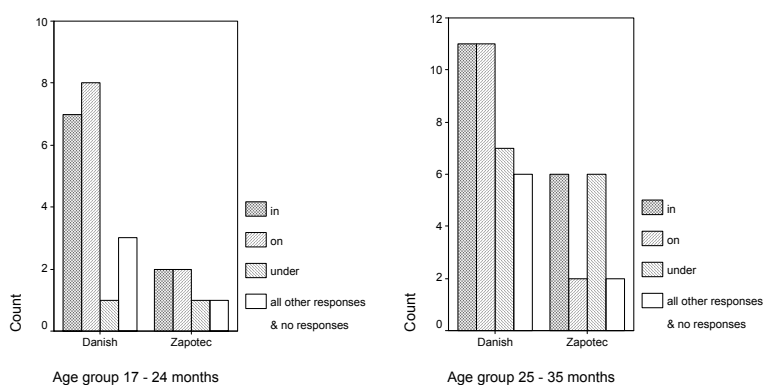 10
8
6
4
2
0
Count
Danish
Zapotec
in
on
under
all other responses
& no responses
Age group 17 - 24 months
12
10
8
6
4
2
0
Count
Danish
Zapotec
in
on
under
all other responses
& no responses
Age group 25 - 35 months